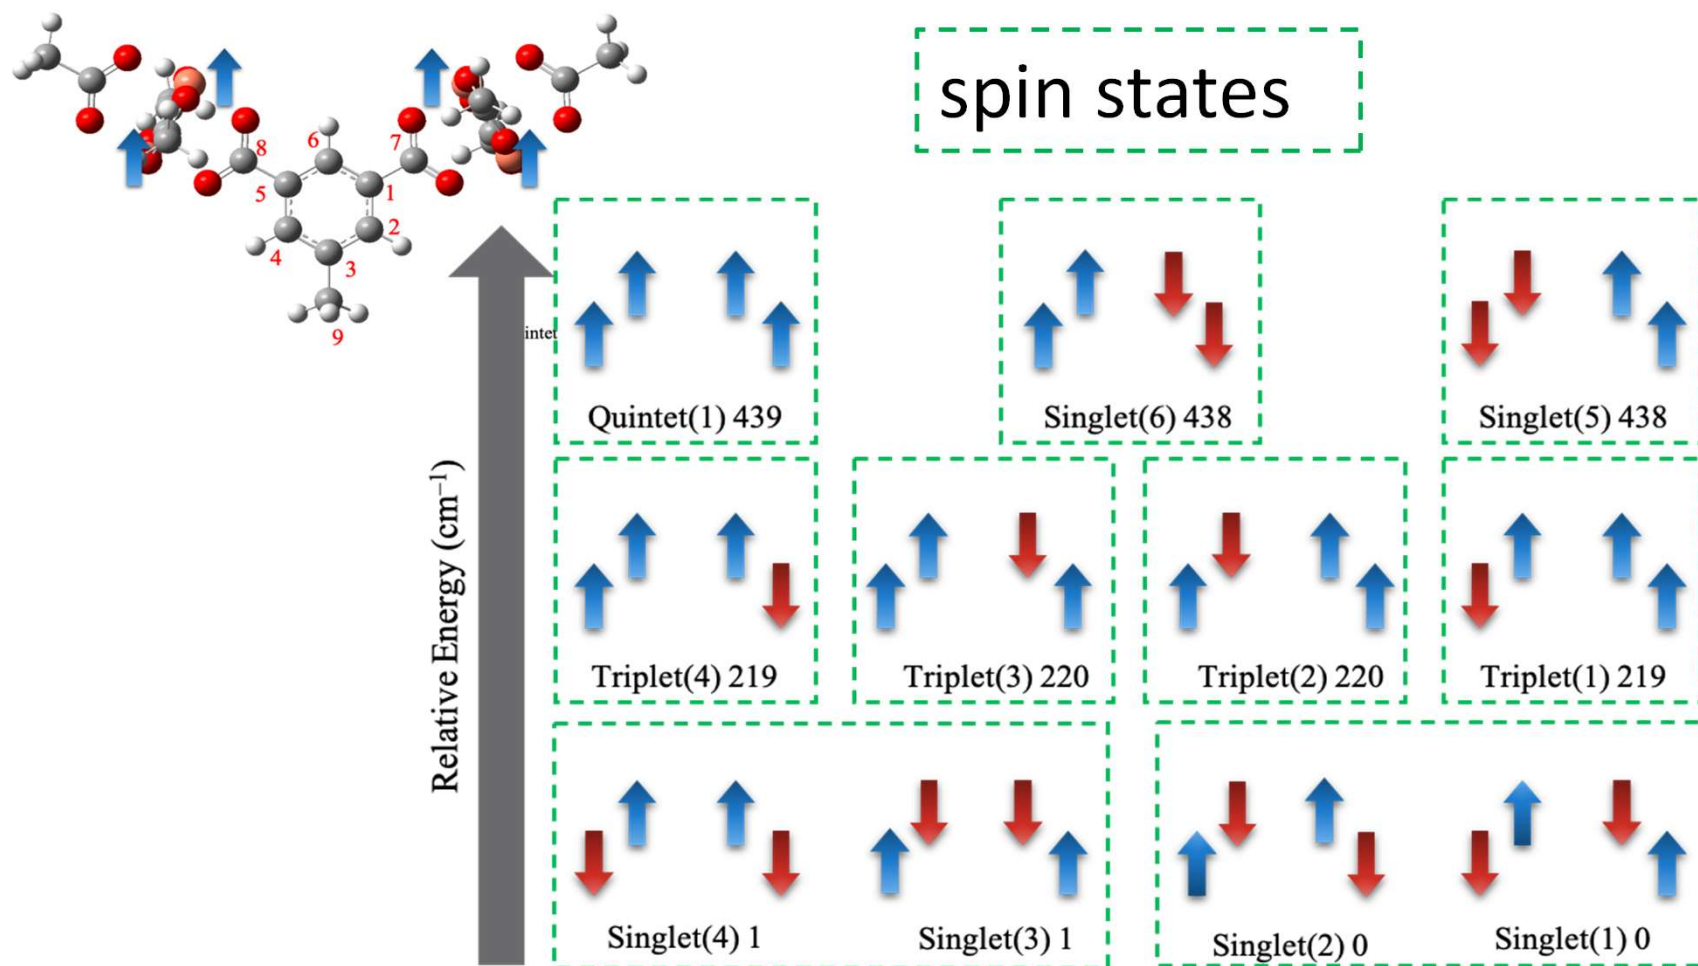 spin states
6
7
8
5
1
4
2
3
9
intet
Relative Energy (cm⁻¹)
Quintet(1) 439
Singlet(6) 438
Singlet(5) 438
Triplet(4) 219
Triplet(3) 220
Triplet(2) 220
Triplet(1) 219
Singlet(4) 1
Singlet(3) 1
Singlet(2) 0
Singlet(1) 0